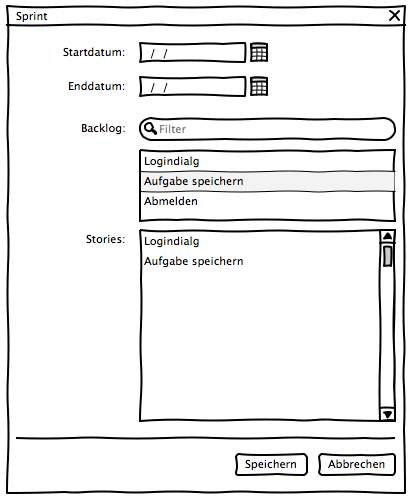 Sprint
Startdatum: / /
Enddatum: / /
Backlog: Filter
Logindialg
Aufgabe speichern
Abmelden
Stories: Logindialg
Aufgabe speichern
Speichern Abbrechen